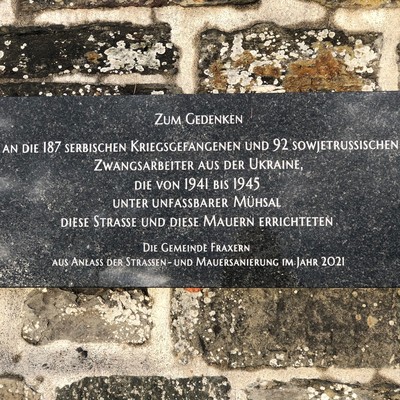 Zum Gedenken
an die 187 serbischen Kriegsgefangenen und 92 sowjetrussischen
Zwangsarbeiter aus der Ukraine,
die von 1941 bis 1945
unter unfassbarer Mühsal
diese Strasse und diese Mauern errichteten
Die Gemeinde Fraxern
aus Anlass der Strassen- und Mauersanierung im Jahr 2021